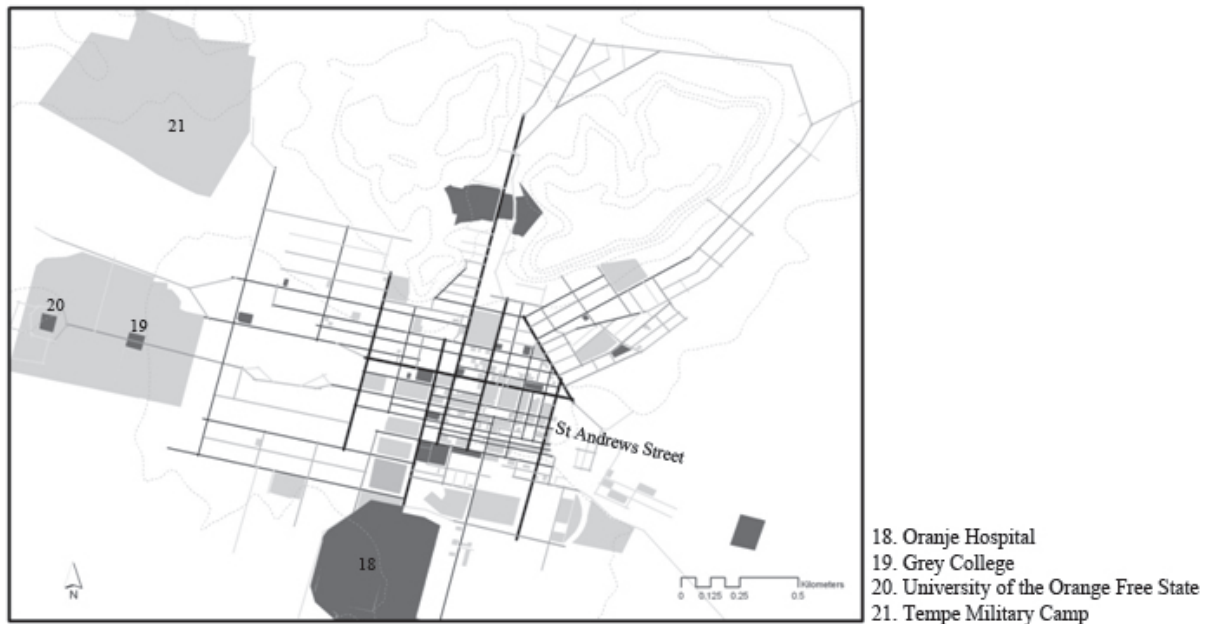 21
20
19
St Andrews Street
18
N
Kilometers
0 0.125 0.25 0.5
18. Oranje Hospital
19. Grey College
20. University of the Orange Free State
21. Tempe Military Camp